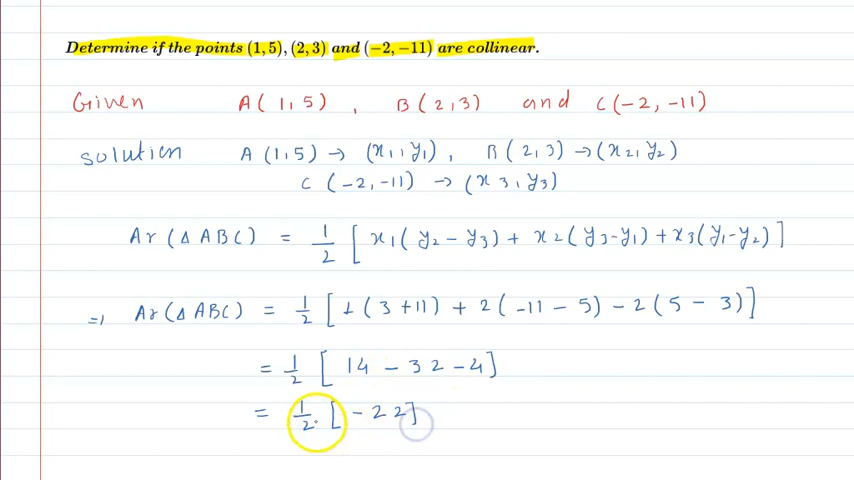 Determine if the points (1, 5), (2, 3) and (−2, −11) are collinear.
Given A(1,5), B(2,3) and C(-2,-11)
Solution A(1,5) → (x1,y1), B(2,3) → (x2,y2)
C(-2,-11) → (x3,y3)
Ar(ΔABC) = 1/2 [x1(y2-y3) + x2(y3-y1) + x3(y1-y2)]
=> Ar(ΔABC) = 1/2 [1(3+11) + 2(-11-5) - 2(5-3)]
= 1/2 [14 - 32 - 4]
= 1/2 [-22]